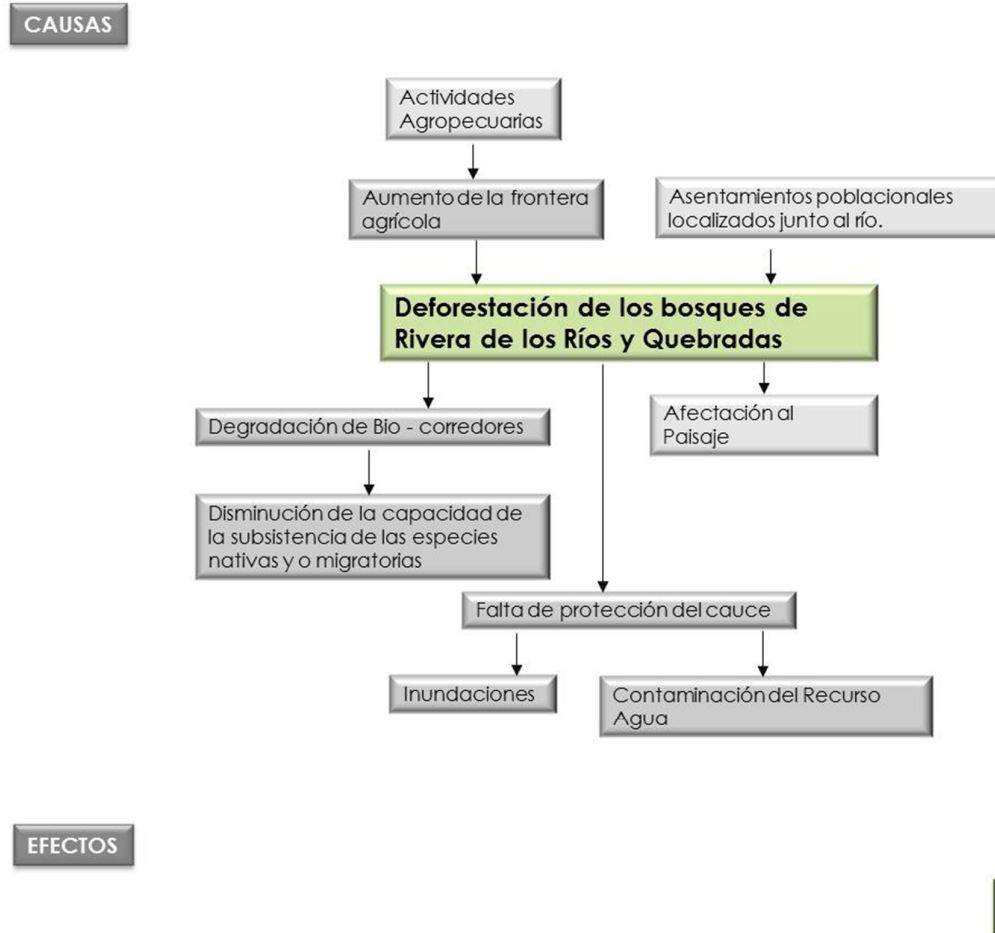 CAUSAS
Actividades
Agropecuarias
Aumento de la frontera
agrícola
Asentamientos poblacionales
localizados junto al río.
Deforestación de los bosques de
Rivera de los Ríos y Quebradas
Degradación de Bio - corredores
Afectación al
Paisaje
Disminución de la capacidad de
la subsistencia de las especies
nativas y o migratorias
Falta de protección del cauce
Inundaciones
Contaminación del Recurso
Agua
EFECTOS